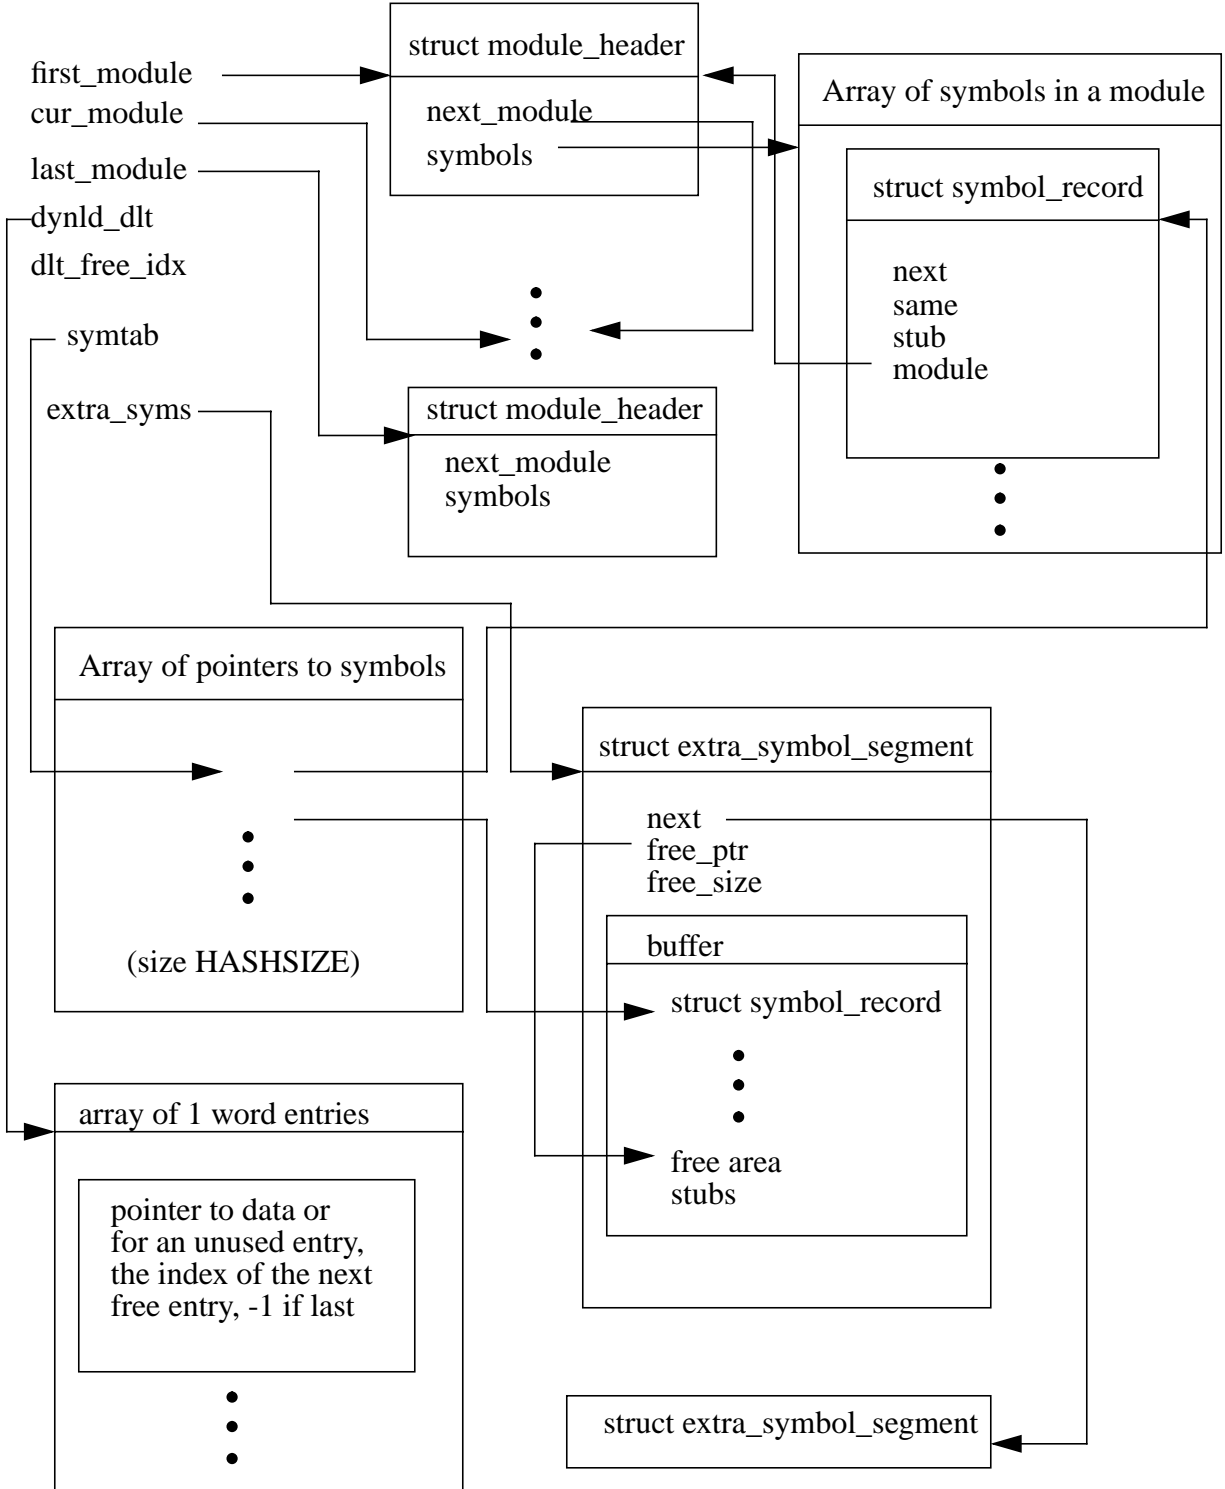 first_module
cur_module
last_module
dynld_dlt
dlt_free_idx
symtab
extra_syms
struct module_header
next_module
symbols
Array of symbols in a module
struct symbol_record
next
same
stub
module
struct module_header
next_module
symbols
Array of pointers to symbols
(size HASHSIZE)
struct extra_symbol_segment
next
free_ptr
free_size
buffer
struct symbol_record
free area
stubs
array of 1 word entries
pointer to data or
for an unused entry,
the index of the next
free entry, -1 if last
struct extra_symbol_segment